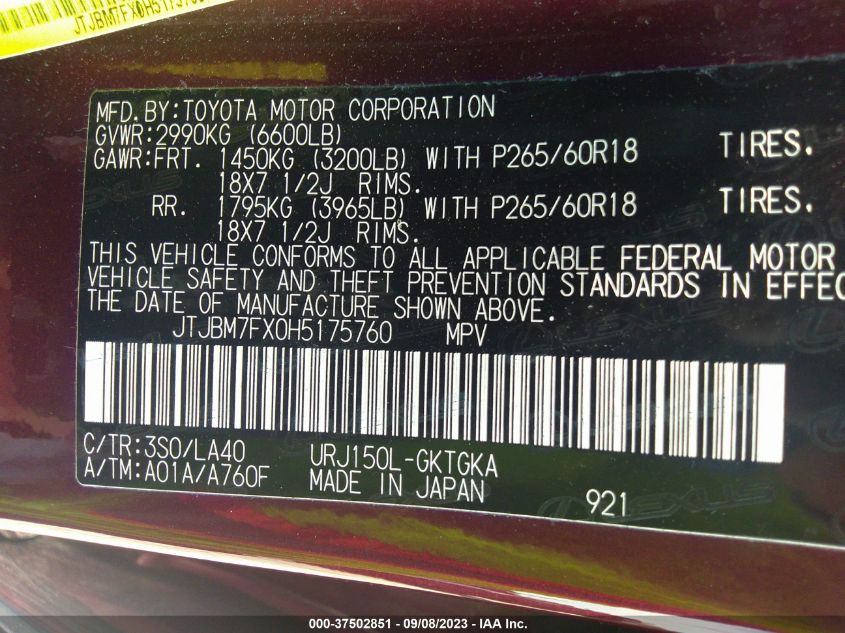 MFD.BY:TOYOTA MOTOR CORPORATION
GVWR:2990KG (6600LB)
GAWR:FRT. 1450KG (3200LB) WITH P265/60R18 TIRES.
18X7 1/2J RIMS.
RR. 1795KG (3965LB) WITH P265/60R18 TIRES.
18X7 1/2J RIMS.
THIS VEHICLE CONFORMS TO ALL APPLICABLE FEDERAL MOTOR
VEHICLE SAFETY AND THEFT PREVENTION STANDARDS IN EFFEC
THE DATE OF MANUFACTURE SHOWN ABOVE.
JTJBM7FX0H5175760 MPV
C/TR:3S0/LA40 URJ150L-GKTGKA
A/TM:A01A/A760F MADE IN JAPAN 921
LEXUS
000-37502851 - 09/08/2023 - IAA Inc.